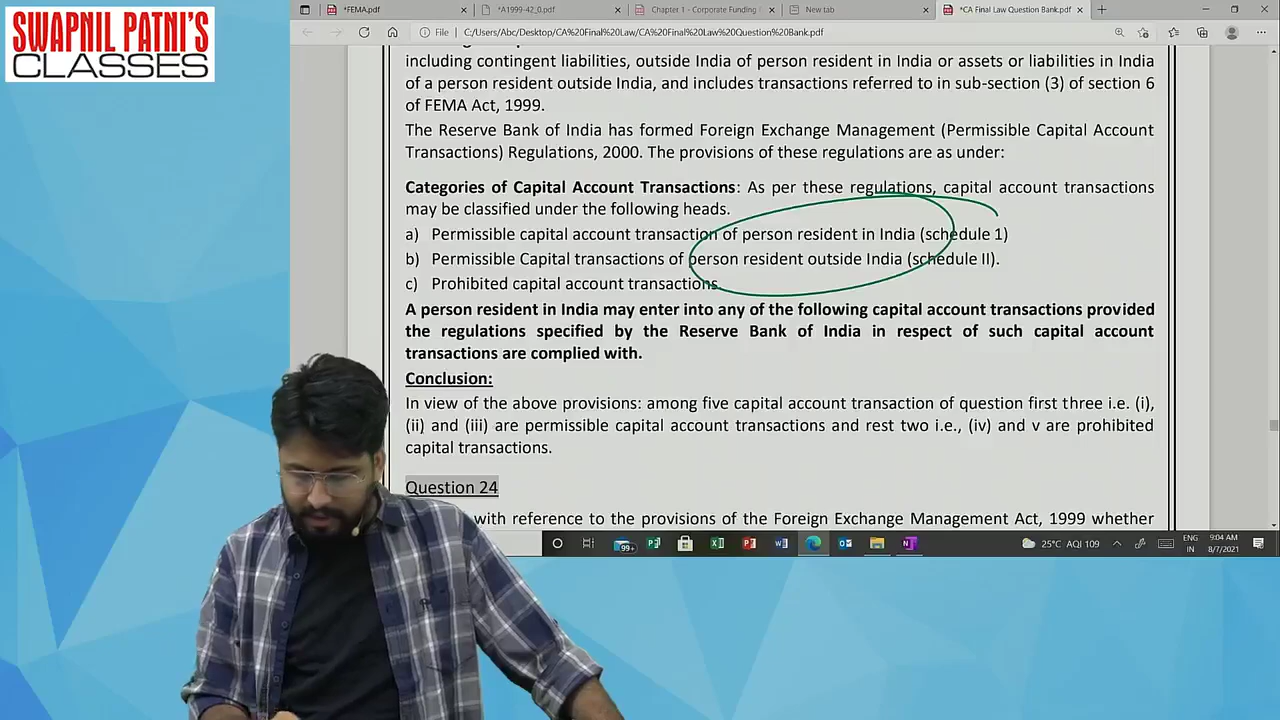 SWAPNIL PATNI'S
CLASSES
*FEMA.pdf
*A1999-42_0.pdf
Chapter 1 - Corporate Funding
New tab
*CA Final Law Question Bank.pdf
File
C:/Users/Abc/Desktop/CA%20Final%20Law/CA%20Final%20Law%20Question%20Bank.pdf
including contingent liabilities, outside India of person resident in India or assets or liabilities in India
of a person resident outside India, and includes transactions referred to in sub-section (3) of section 6
of FEMA Act, 1999.
The Reserve Bank of India has formed Foreign Exchange Management (Permissible Capital Account
Transactions) Regulations, 2000. The provisions of these regulations are as under:
Categories of Capital Account Transactions: As per these regulations, capital account transactions
may be classified under the following heads.
a) Permissible capital account transaction of person resident in India (schedule 1)
b) Permissible Capital transactions of person resident outside India (schedule II).
c) Prohibited capital account transactions.
A person resident in India may enter into any of the following capital account transactions provided
the regulations specified by the Reserve Bank of India in respect of such capital account
transactions are complied with.
Conclusion:
In view of the above provisions: among five capital account transaction of question first three i.e. (i),
(ii) and (iii) are permissible capital account transactions and rest two i.e., (iv) and v are prohibited
capital transactions.
Question 24
with reference to the provisions of the Foreign Exchange Management Act, 1999 whether
99+
25°C AQI 109
ENG
IN
9:04 AM
8/7/2021